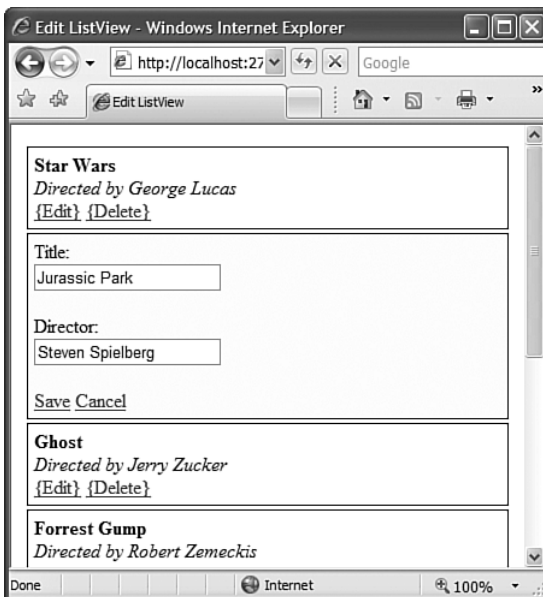 Edit ListView - Windows Internet Explorer
http://localhost:27
Google
Edit ListView
»
Star Wars
Directed by George Lucas
{Edit} {Delete}
Title:
Jurassic Park
Director:
Steven Spielberg
Save Cancel
Ghost
Directed by Jerry Zucker
{Edit} {Delete}
Forrest Gump
Directed by Robert Zemeckis
Done Internet 100%